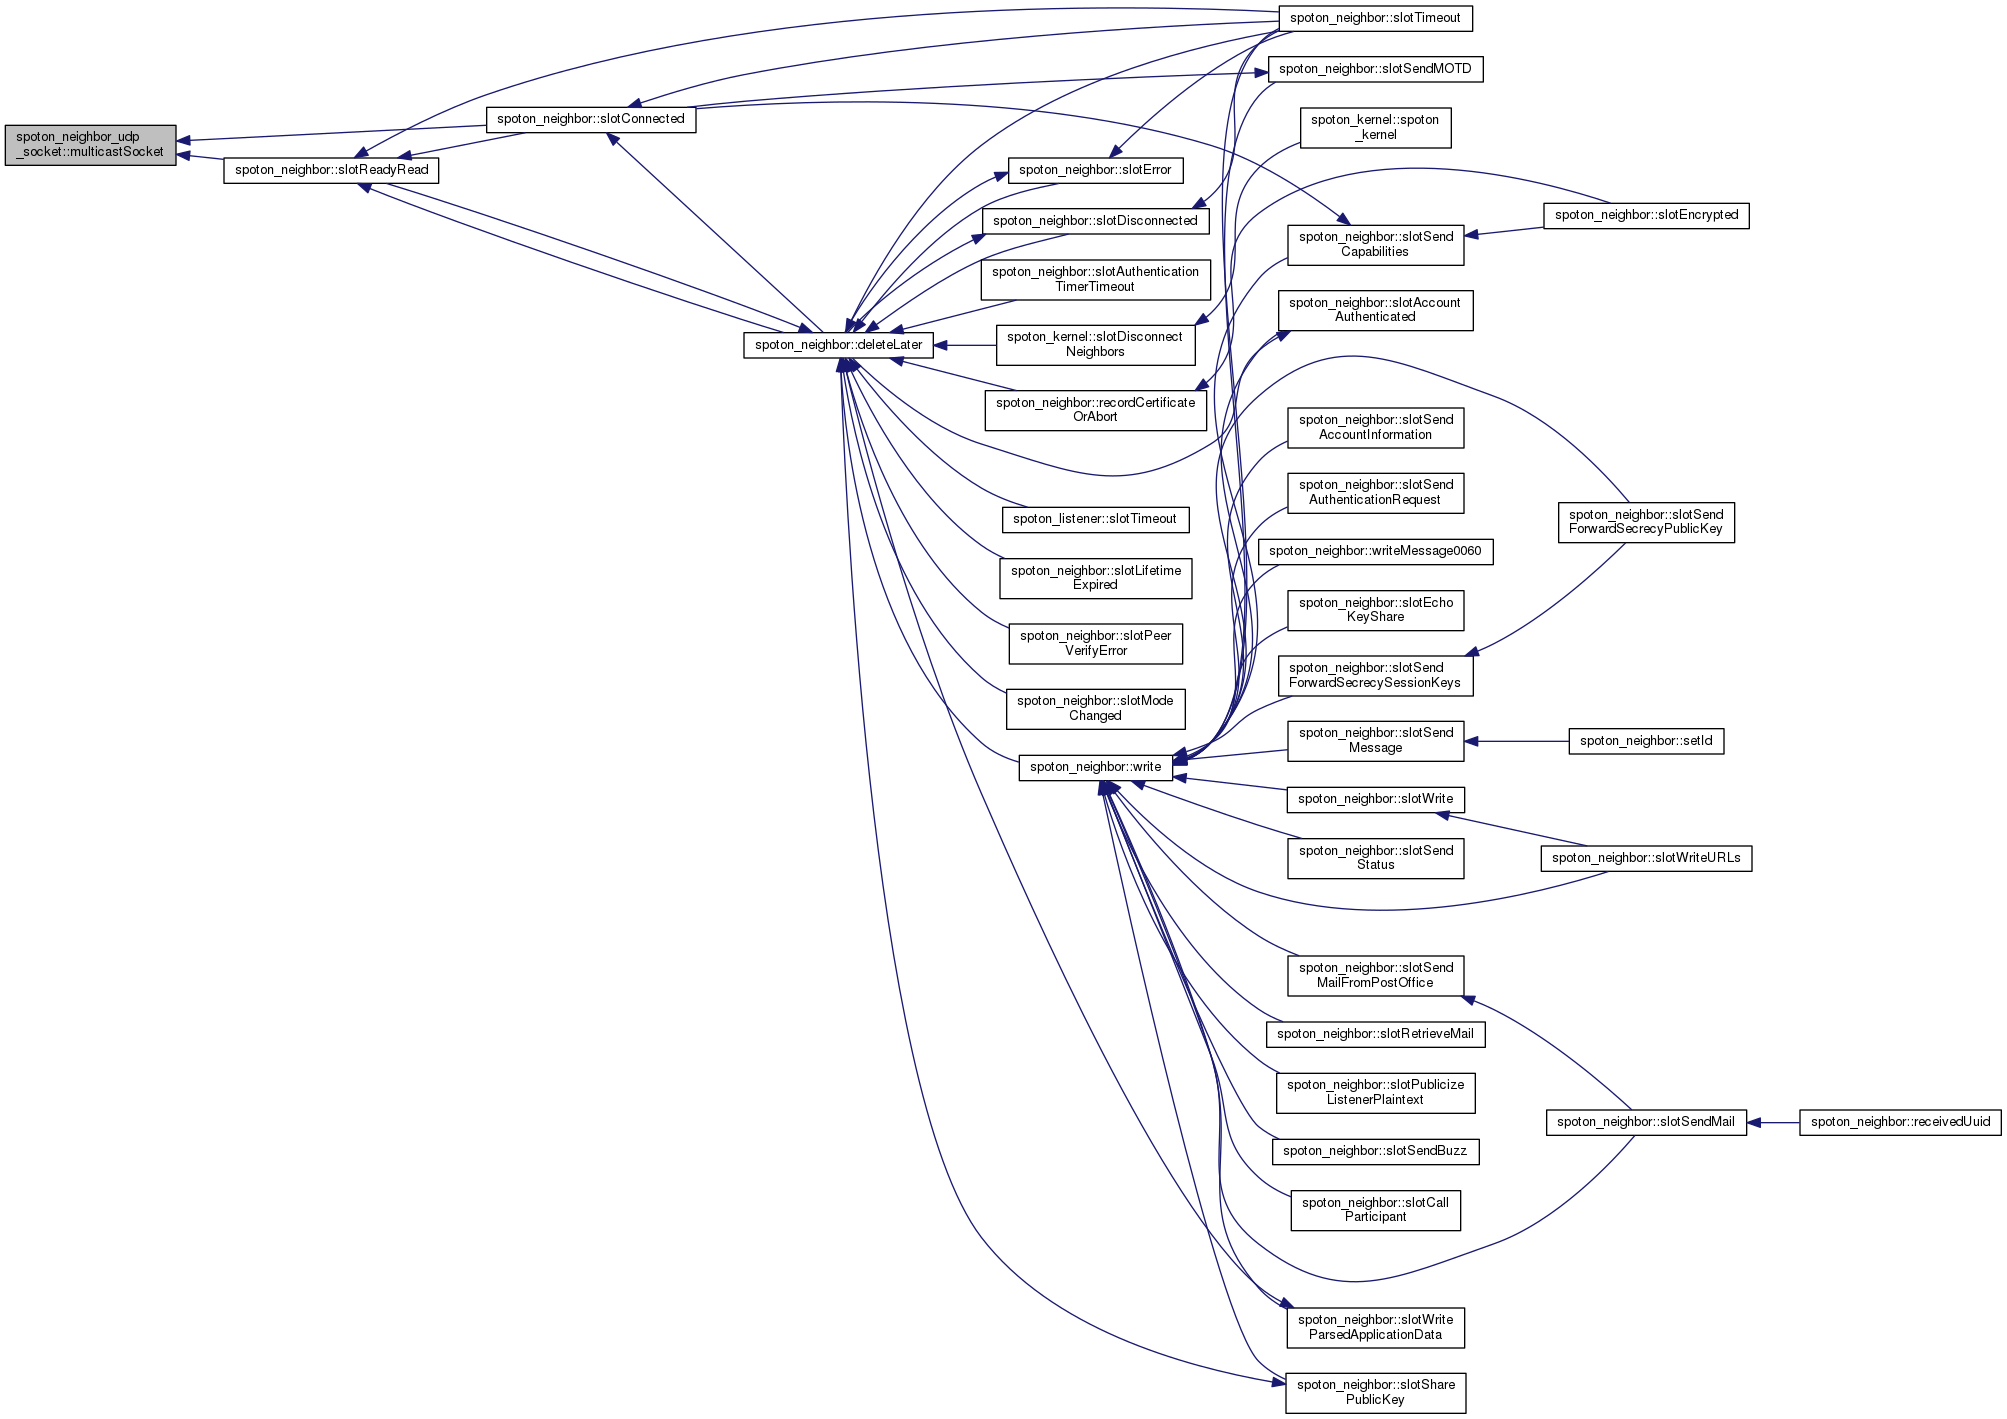 spoton_neighbor_udp
_socket::multicastSocket
spoton_neighbor::slotReadyRead
spoton_neighbor::slotConnected
spoton_neighbor::deleteLater
spoton_neighbor::slotError
spoton_neighbor::slotDisconnected
spoton_neighbor::slotAuthentication
TimerTimeout
spoton_kernel::slotDisconnect
Neighbors
spoton_neighbor::recordCertificate
OrAbort
spoton_listener::slotTimeout
spoton_neighbor::slotLifetime
Expired
spoton_neighbor::slotPeer
VerifyError
spoton_neighbor::slotMode
Changed
spoton_neighbor::write
spoton_neighbor::slotTimeout
spoton_neighbor::slotSendMOTD
spoton_kernel::spoton
_kernel
spoton_neighbor::slotSend
Capabilities
spoton_neighbor::slotAccount
Authenticated
spoton_neighbor::slotSend
AccountInformation
spoton_neighbor::slotSend
AuthenticationRequest
spoton_neighbor::writeMessage0060
spoton_neighbor::slotEcho
KeyShare
spoton_neighbor::slotSend
ForwardSecrecySessionKeys
spoton_neighbor::slotSend
Message
spoton_neighbor::slotWrite
spoton_neighbor::slotSend
Status
spoton_neighbor::slotSend
MailFromPostOffice
spoton_neighbor::slotRetrieveMail
spoton_neighbor::slotPublicize
ListenerPlaintext
spoton_neighbor::slotSendBuzz
spoton_neighbor::slotCall
Participant
spoton_neighbor::slotWrite
ParsedApplicationData
spoton_neighbor::slotShare
PublicKey
spoton_neighbor::slotEncrypted
spoton_neighbor::slotSend
ForwardSecrecyPublicKey
spoton_neighbor::setId
spoton_neighbor::slotWriteURLs
spoton_neighbor::slotSendMail
spoton_neighbor::receivedUuid